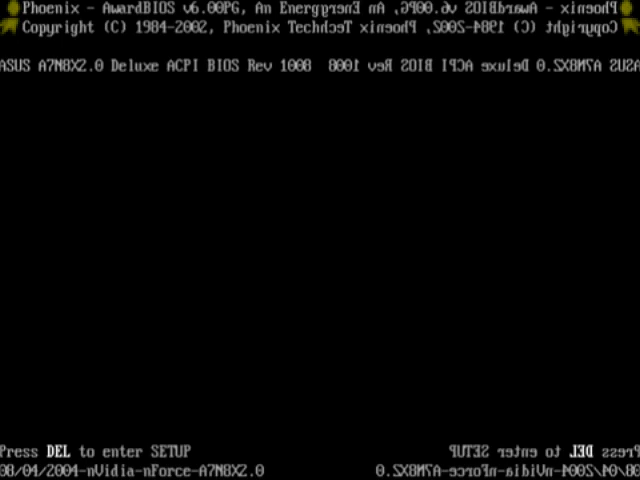 Phoenix - AwardBIOS v6.00PG, An Energy
Copyright (C) 1984-2002, Phoenix Tech
ASUS A7N8X2.0 Deluxe ACPI BIOS Rev 1008
Press DEL to enter SETUP
08/04/2004-nVidia-nForce-A7N8X2.0